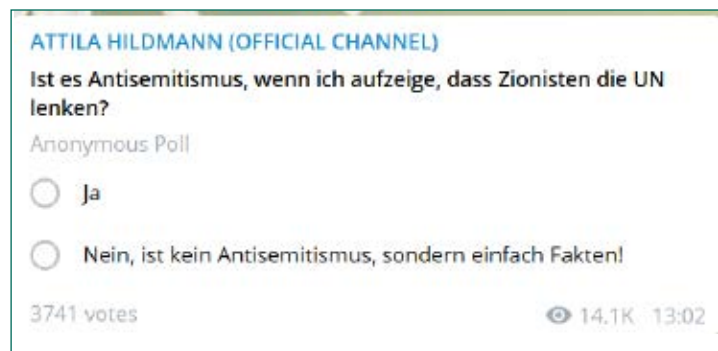 ATTILA HILDMANN (OFFICIAL CHANNEL)
Ist es Antisemitismus, wenn ich aufzeige, dass Zionisten die UN
lenken?
Anonymous Poll
Ja
Nein, ist kein Antisemitismus, sondern einfach Fakten!
3741 votes 14.1K 13:02